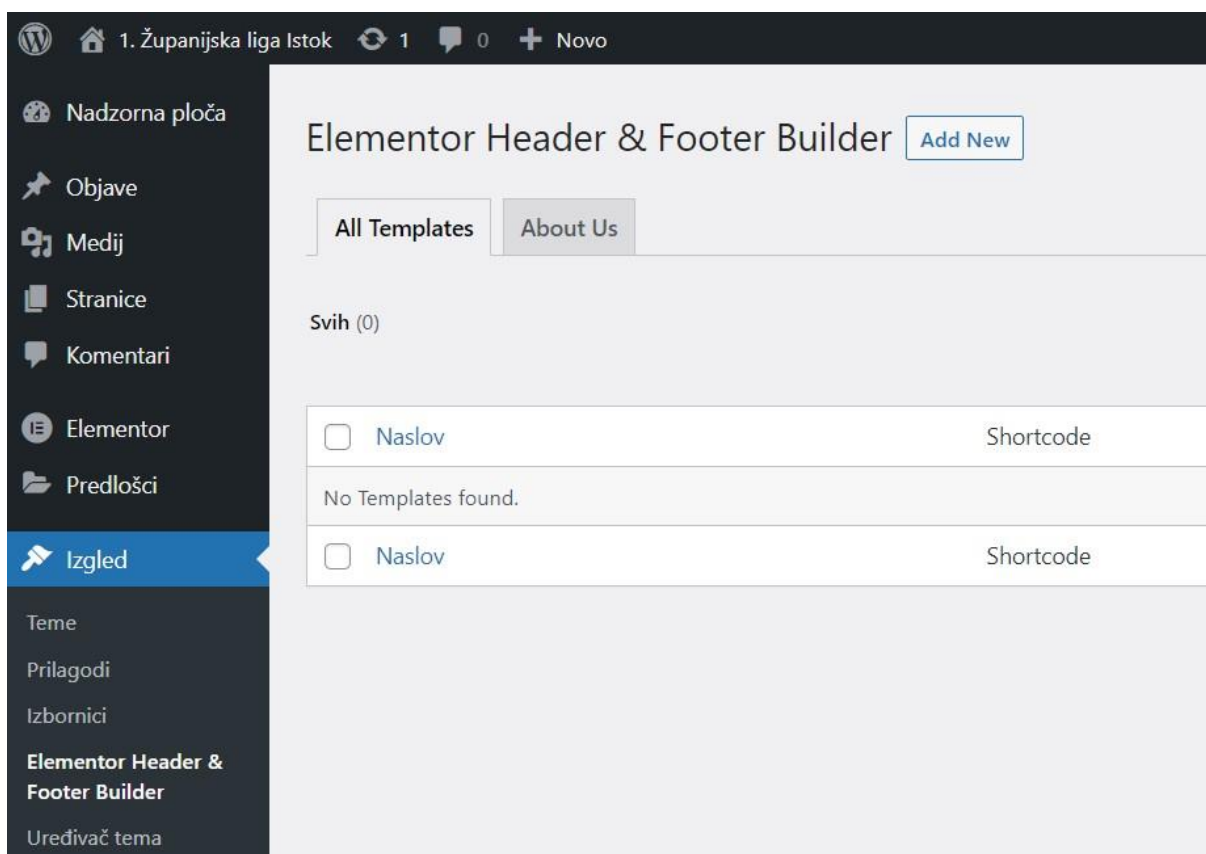 1. Županijska liga Istok 1 0 Novo
Nadzorna ploča
Objave
Medij
Stranice
Komentari
Elementor
Predlošci
Izgled
Teme
Prilagodi
Izbornici
Elementor Header &
Footer Builder
Uređivač tema
Elementor Header & Footer Builder Add New
All Templates About Us
Svih (0)
Naslov Shortcode
No Templates found.
Naslov Shortcode